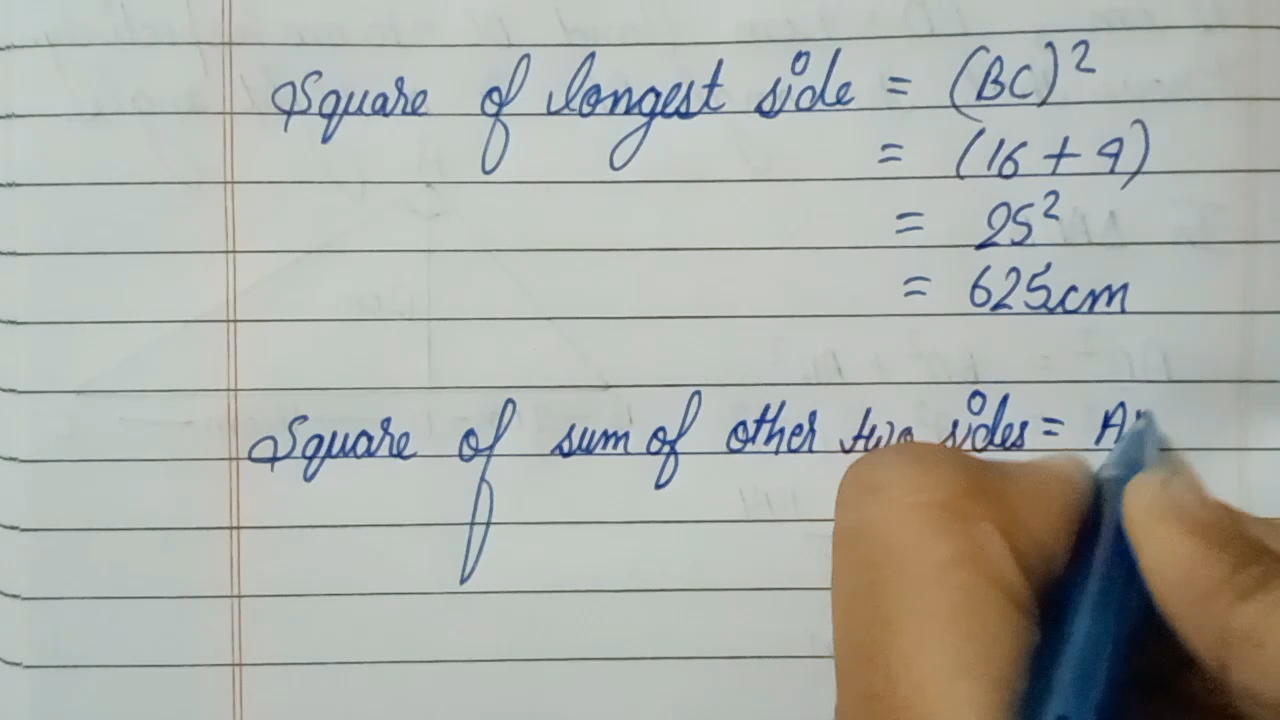 Square of longest side = (BC)²
= (16 + 9)
= 25²
= 625cm
Square of sum of other two sides =